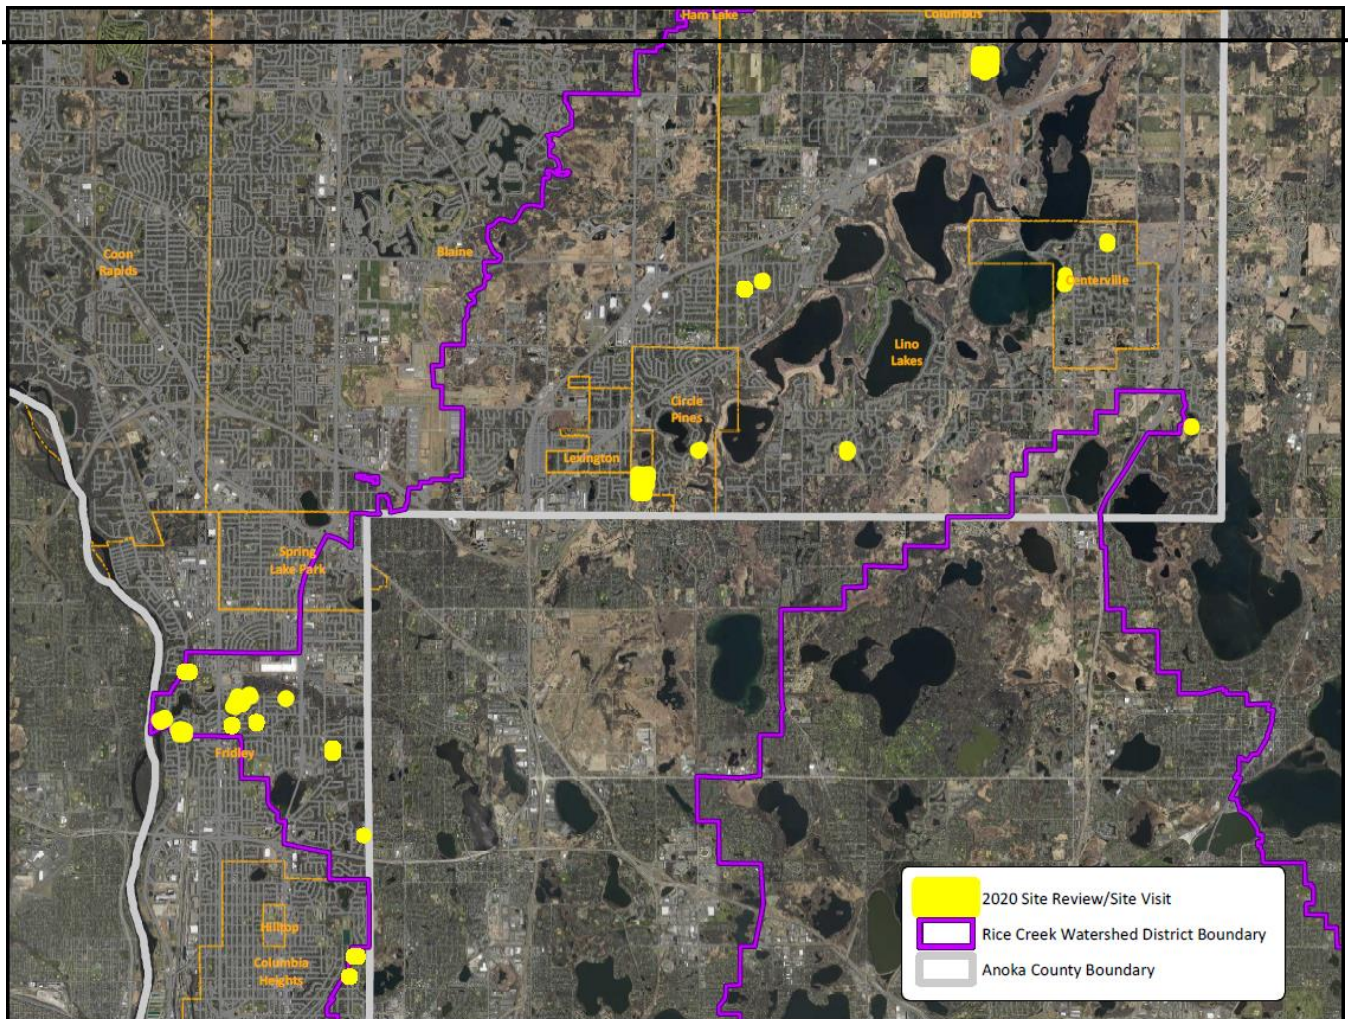 Ham Lake
Columbus
Coon
Rapids
Blaine
Centerville
Lino
Lakes
Circle
Pines
Lexington
Spring
Lake Park
Fridley
Hilltop
Columbia
Heights
2020 Site Review/Site Visit
Rice Creek Watershed District Boundary
Anoka County Boundary